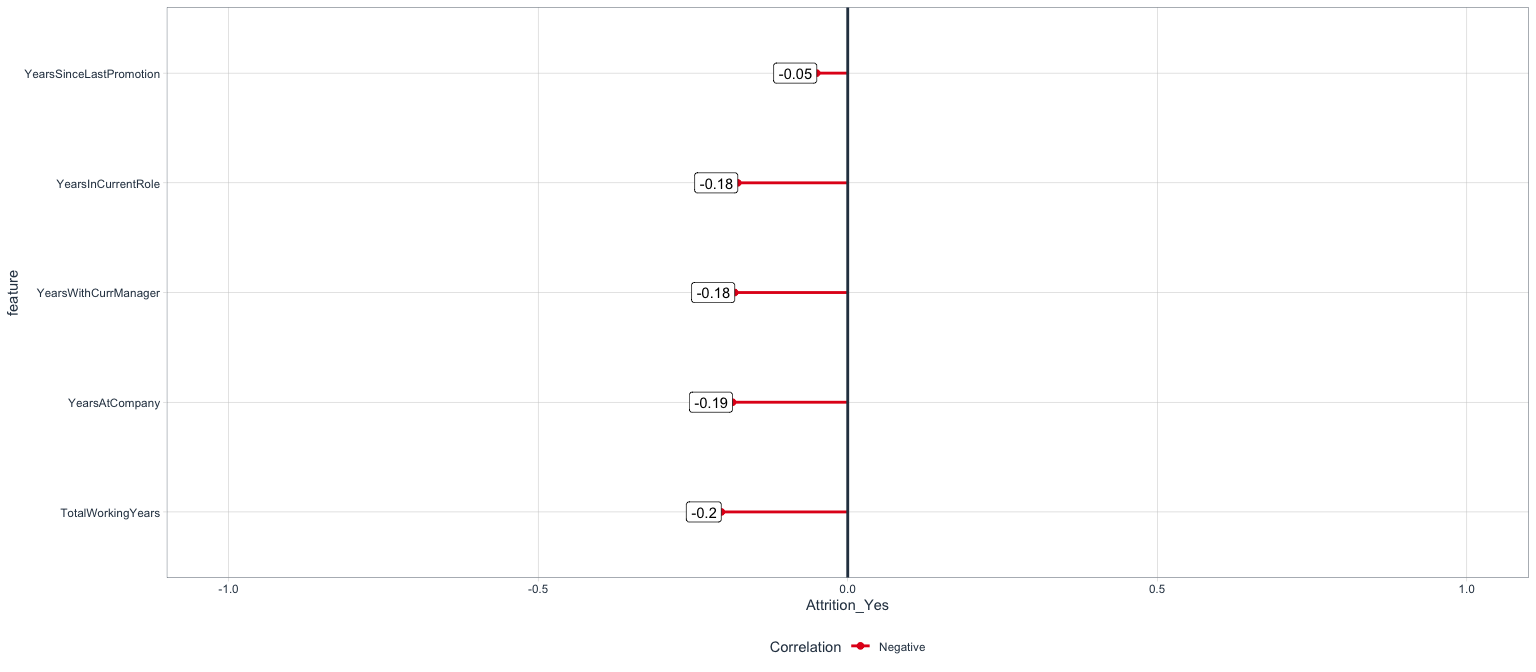 YearsSinceLastPromotion
-0.05
YearsInCurrentRole
-0.18
feature
YearsWithCurrManager
-0.18
YearsAtCompany
-0.19
TotalWorkingYears
-0.2
-1.0 -0.5 0.0 0.5 1.0
Attrition_Yes
Correlation Negative